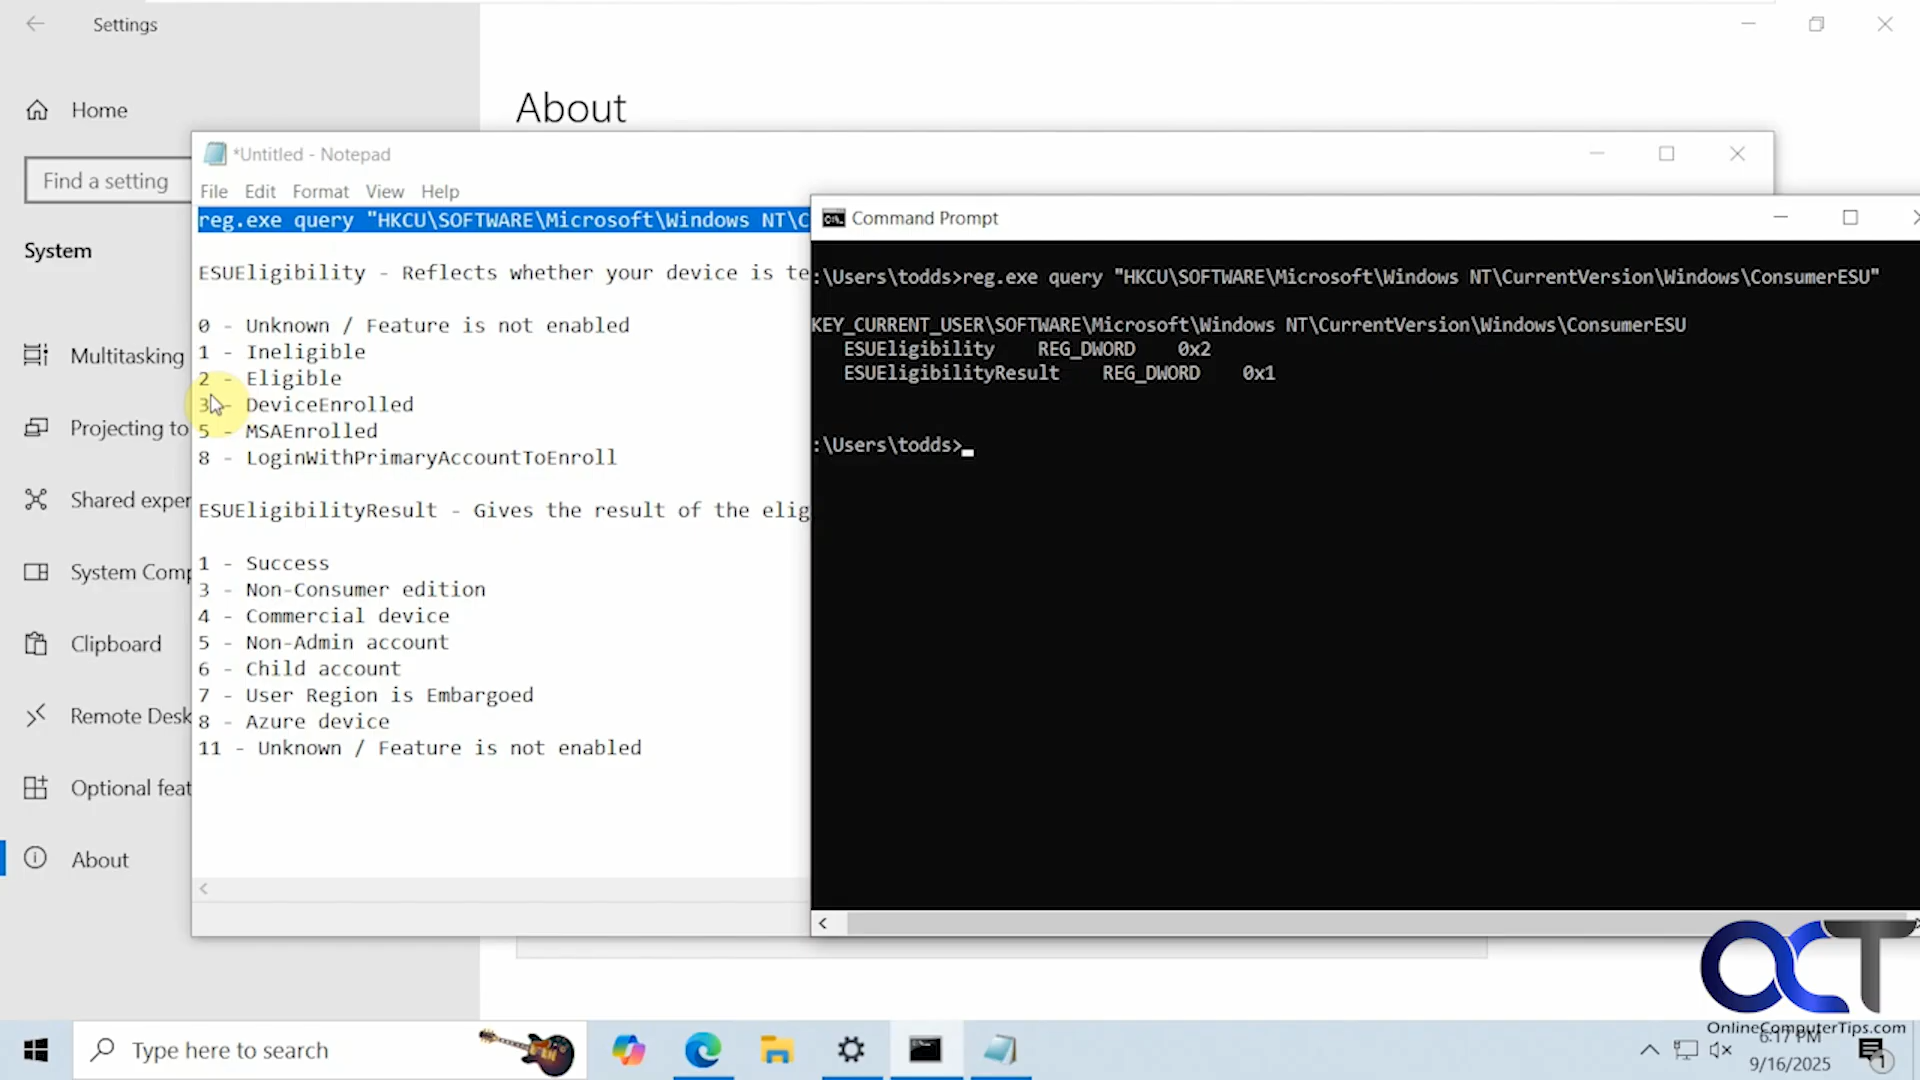 Settings
Home
Find a setting
System
Multitasking
Projecting to
Shared exper
System Comp
Clipboard
Remote Desk
Optional feat
About
About
*Untitled - Notepad
File Edit Format View Help
reg.exe query "HKCU\SOFTWARE\Microsoft\Windows NT\C
ESUEligibility - Reflects whether your device is te
0 - Unknown / Feature is not enabled
1 - Ineligible
2 - Eligible
3 - DeviceEnrolled
5 - MSAEnrolled
8 - LoginWithPrimaryAccountToEnroll
ESUEligibilityResult - Gives the result of the elig
1 - Success
3 - Non-Consumer edition
4 - Commercial device
5 - Non-Admin account
6 - Child account
7 - User Region is Embargoed
8 - Azure device
11 - Unknown / Feature is not enabled
Command Prompt
:\Users\todds>reg.exe query "HKCU\SOFTWARE\Microsoft\Windows NT\CurrentVersion\Windows\ConsumerESU"
KEY_CURRENT_USER\SOFTWARE\Microsoft\Windows NT\CurrentVersion\Windows\ConsumerESU
ESUEligibility REG_DWORD 0x2
ESUEligibilityResult REG_DWORD 0x1
:\Users\todds>
OCT
OnlineComputerTips.com
Type here to search
6:17 PM
9/16/2025
1